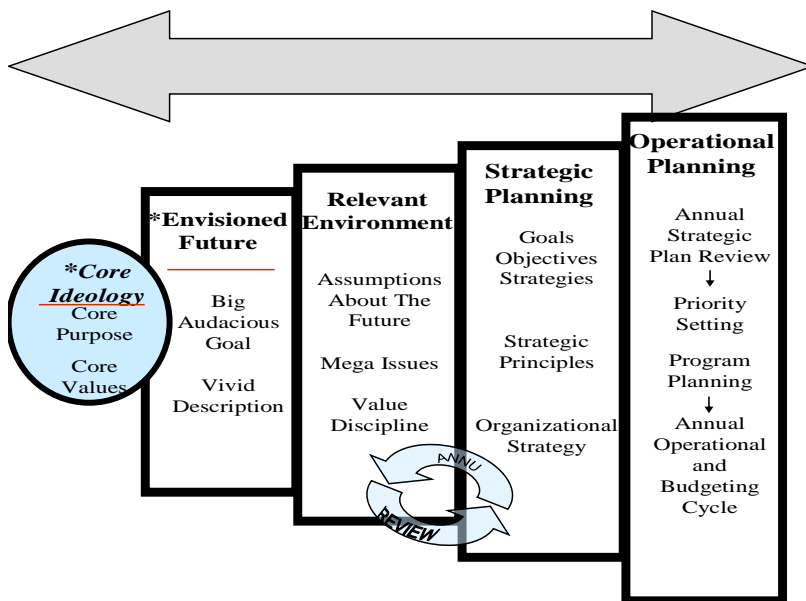 *Core
Ideology
Core
Purpose
Core
Values
*Envisioned
Future
Big
Audacious
Goal
Vivid
Description
Relevant
Environment
Assumptions
About The
Future
Mega Issues
Value
Discipline
Strategic
Planning
Goals
Objectives
Strategies
Strategic
Principles
Organizational
Strategy
Operational
Planning
Annual
Strategic
Plan Review
Priority
Setting
Program
Planning
Annual
Operational
and
Budgeting
Cycle
ANNU
REVIEW